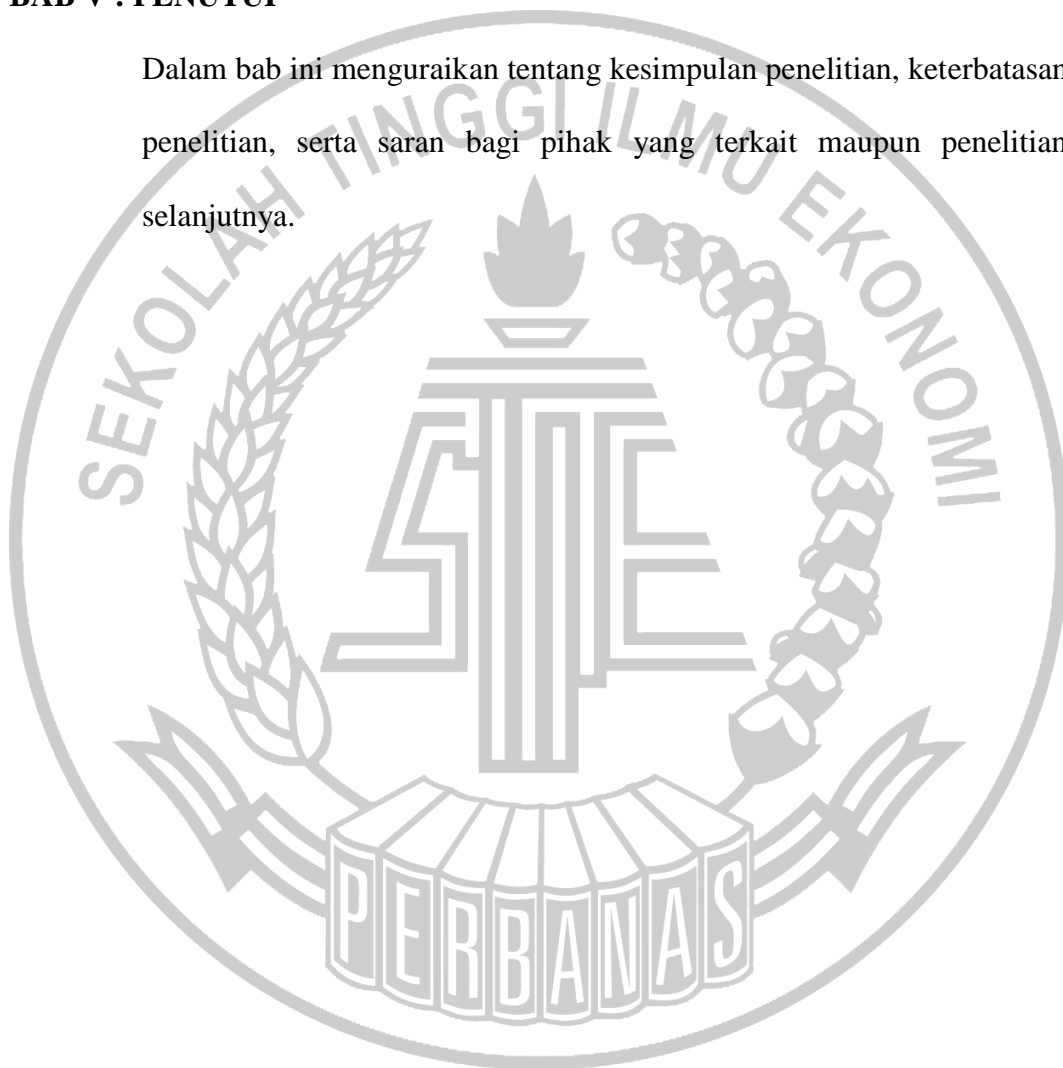 BAB V : PENUTUP
Dalam bab ini menguraikan tentang kesimpulan penelitian, keterbatasan
penelitian, serta saran bagi pihak yang terkait maupun penelitian
selanjutnya.
SEKOLAH TINGGI ILMU EKONOMI
STIE
PERBANAS